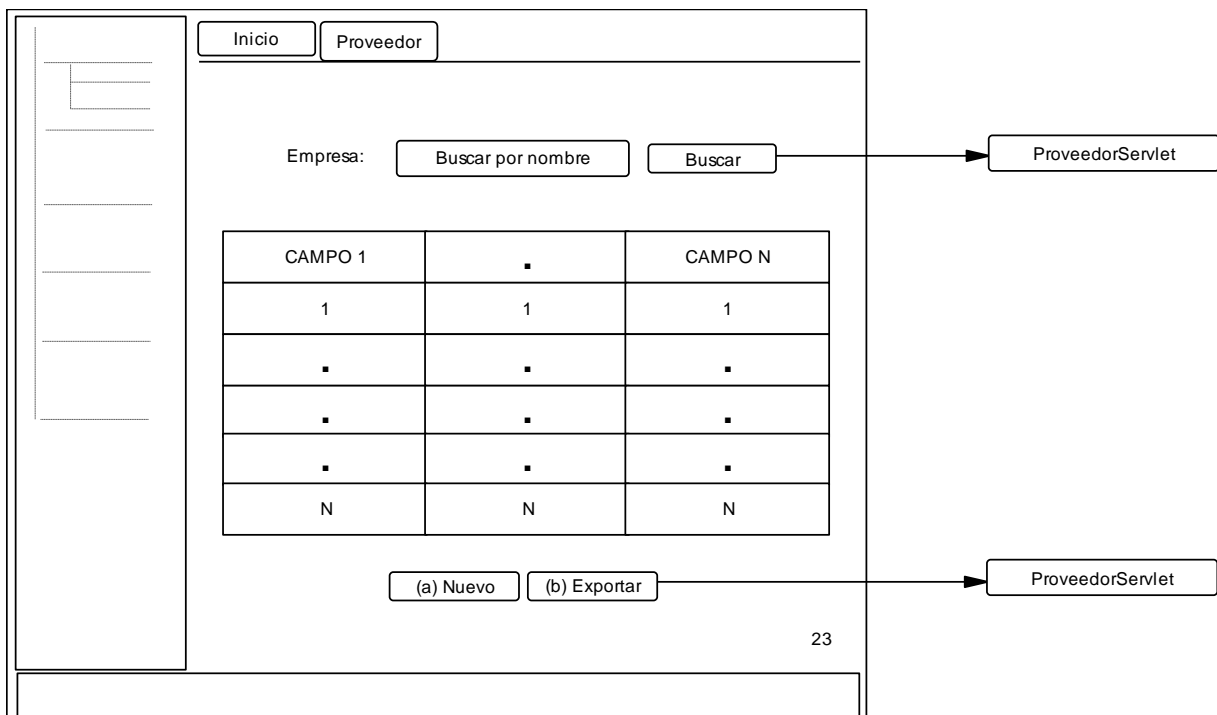 Inicio Proveedor
Empresa: Buscar por nombre Buscar ProveedorServlet
CAMPO 1 . CAMPO N
1 1 1
. . .
. . .
. . .
N N N
(a) Nuevo (b) Exportar ProveedorServlet
23